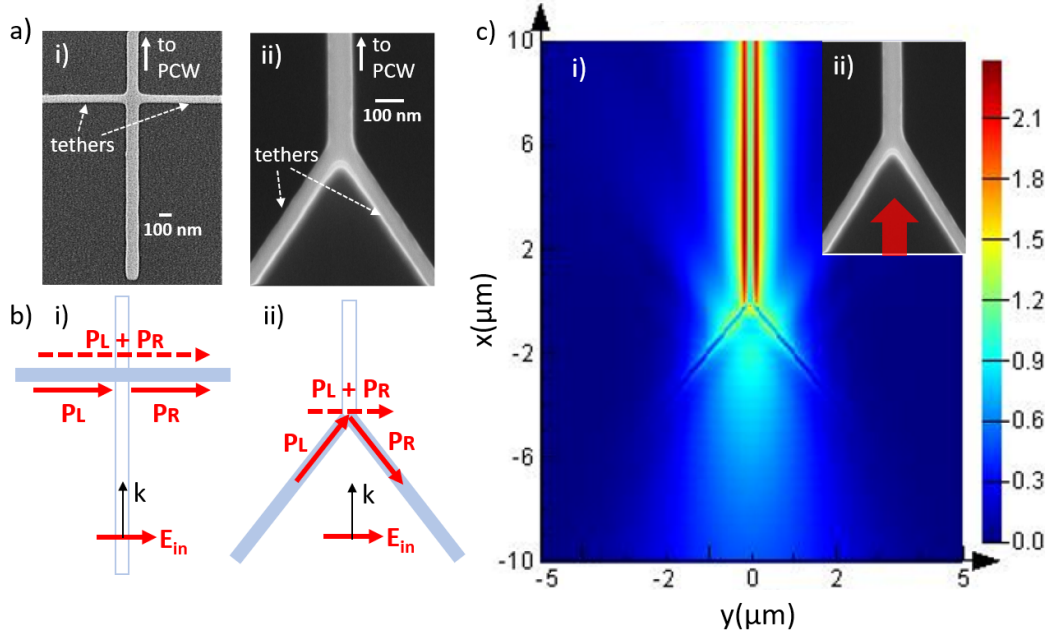 a)
i)
to
PCW
tethers
100 nm
ii)
to
PCW
100 nm
tethers
b)
i)
PL + PR
PL
PR
k
Ein
ii)
PL + PR
PL
PR
k
Ein
c)
i)
ii)
x(μm)
10
6
2
-2
-6
-10
-5
-2
0
2
5
y(μm)
2.1
1.8
1.5
1.2
0.9
0.6
0.3
0.0